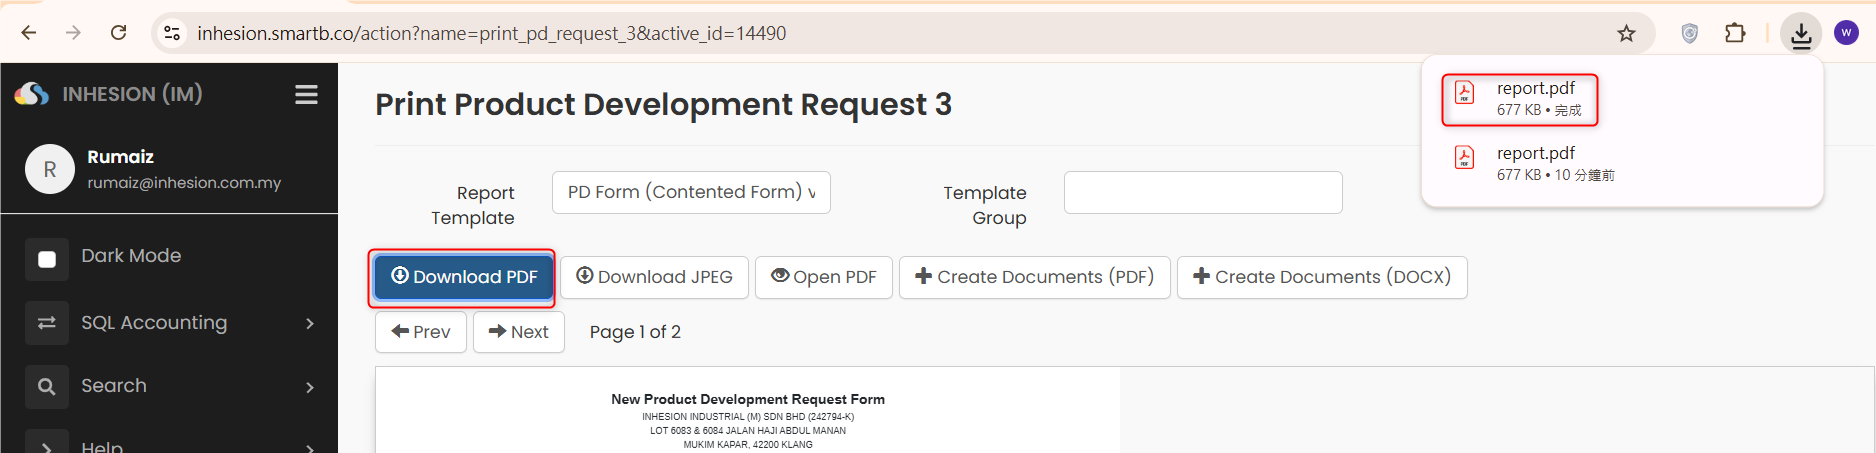 inhesion.smartb.co/action?name=print_pd_request_3&active_id=14490
W
INHESION (IM)
R
Rumaiz
rumaiz@inhesion.com.my
Dark Mode
SQL Accounting
Search
Help
Print Product Development Request 3
report.pdf
677 KB • 完成
report.pdf
677 KB • 10 分鐘前
Report
Template
PD Form (Contented Form) v
Template
Group
Download PDF
Download JPEG
Open PDF
Create Documents (PDF)
Create Documents (DOCX)
Prev
Next
Page 1 of 2
New Product Development Request Form
INHESION INDUSTRIAL (M) SDN BHD (242794-K)
LOT 6083 & 6084 JALAN HAJI ABDUL MANAN
MUKIM KAPAR, 42200 KLANG